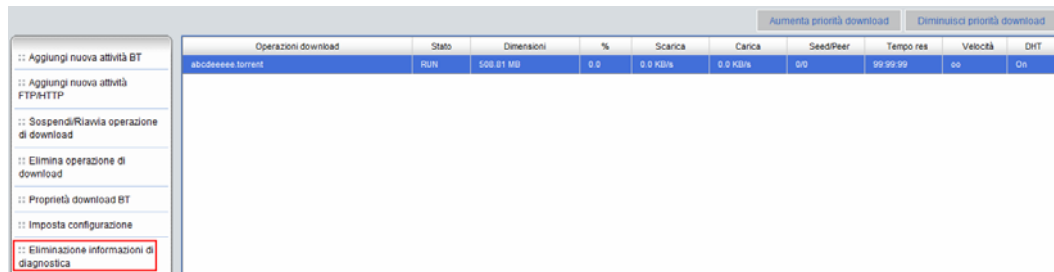 Aumenta priorità download Diminuisci priorità download
Operazioni download Stato Dimensioni % Scarica Carica Seed/Peer Tempo res Velocità DHT
abcdeeeee.torrent RUN 508.81 MB 0.0 0.0 KB/s 0.0 KB/s 0/0 99:99:99 oo On
:: Aggiungi nuova attività BT
:: Aggiungi nuova attività
FTP/HTTP
:: Sospendi/Riavvia operazione
di download
:: Elimina operazione di
download
:: Proprietà download BT
:: Imposta configurazione
:: Eliminazione informazioni di
diagnostica